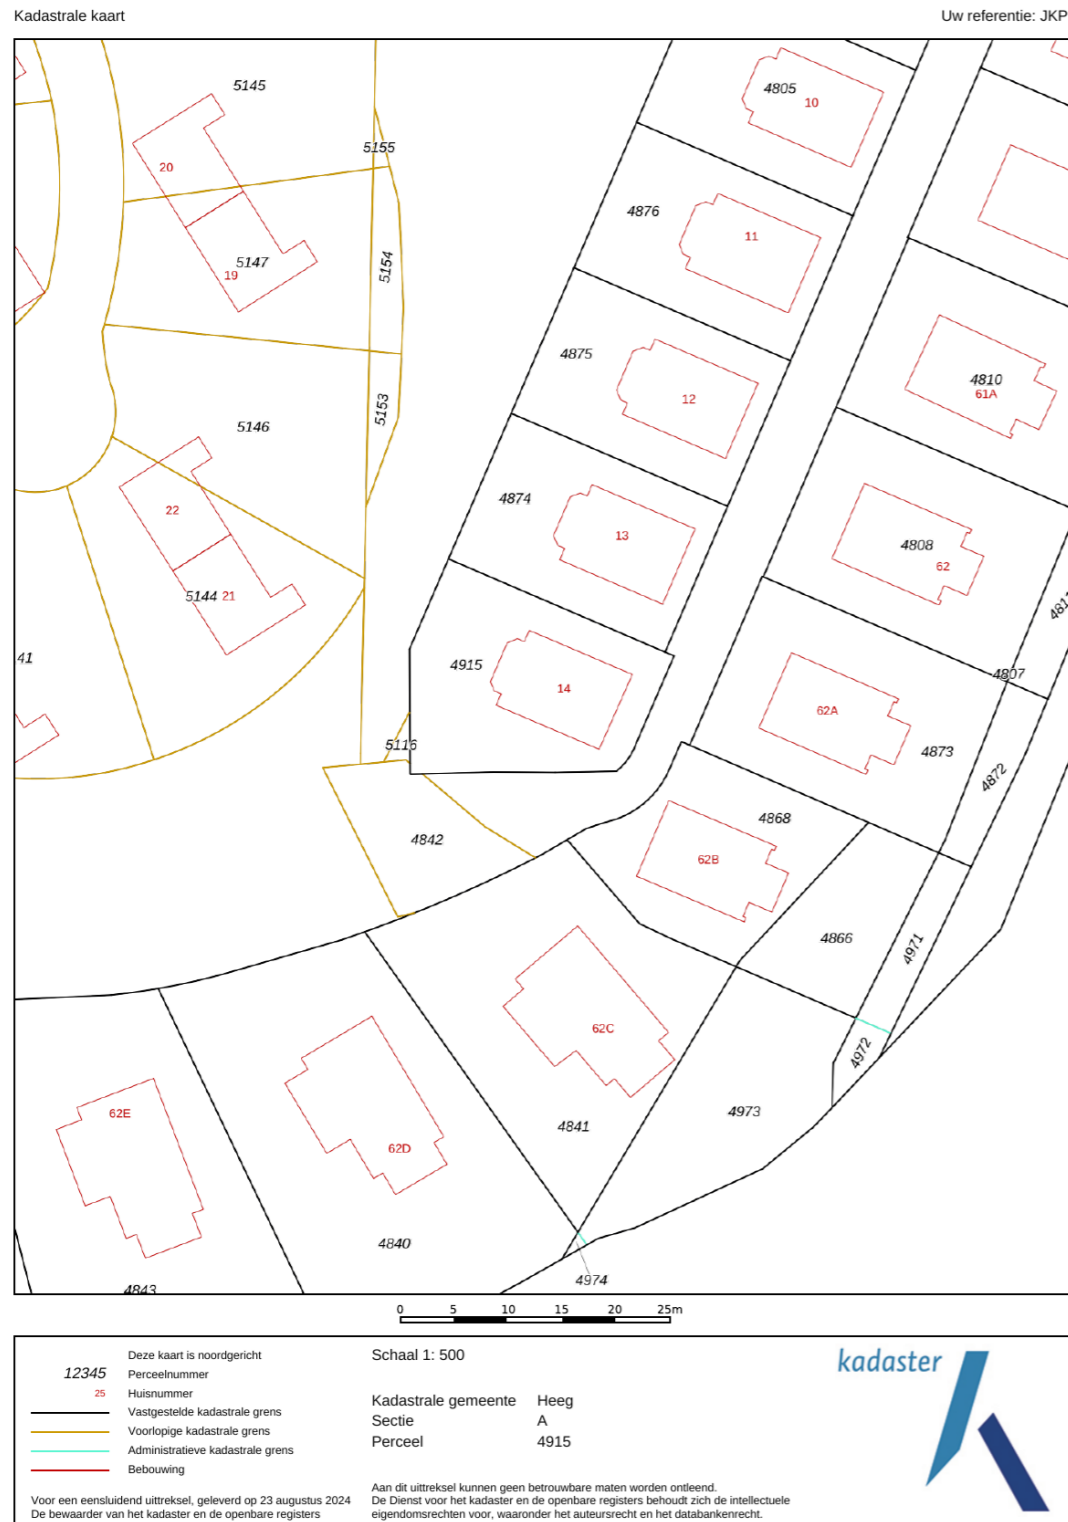 Kadastrale kaart
Uw referentie: JKP
5145
4805
10
5155
20
4876
11
5147
19
5154
4875
4810
61A
12
5153
5146
4874
22
13
4808
62
5144
21
41
4915
14
4807
62A
4873
5116
4872
4842
4868
62B
4866
4971
4972
62C
4973
4841
62E
62D
4840
4974
4843
0 5 10 15 20 25m
Deze kaart is noordgericht
12345 Perceelnummer
25 Huisnummer
Vastgestelde kadastrale grens
Voorlopige kadastrale grens
Administratieve kadastrale grens
Bebouwing
Voor een eensluidend uittreksel, geleverd op 23 augustus 2024
De bewaarder van het kadaster en de openbare registers
Schaal 1: 500
Kadastrale gemeente Heeg
Sectie A
Perceel 4915
Aan dit uittreksel kunnen geen betrouwbare maten worden ontleend.
De Dienst voor het kadaster en de openbare registers behoudt zich de intellectuele
eigendomsrechten voor, waaronder het auteursrecht en het databankenrecht.
kadaster